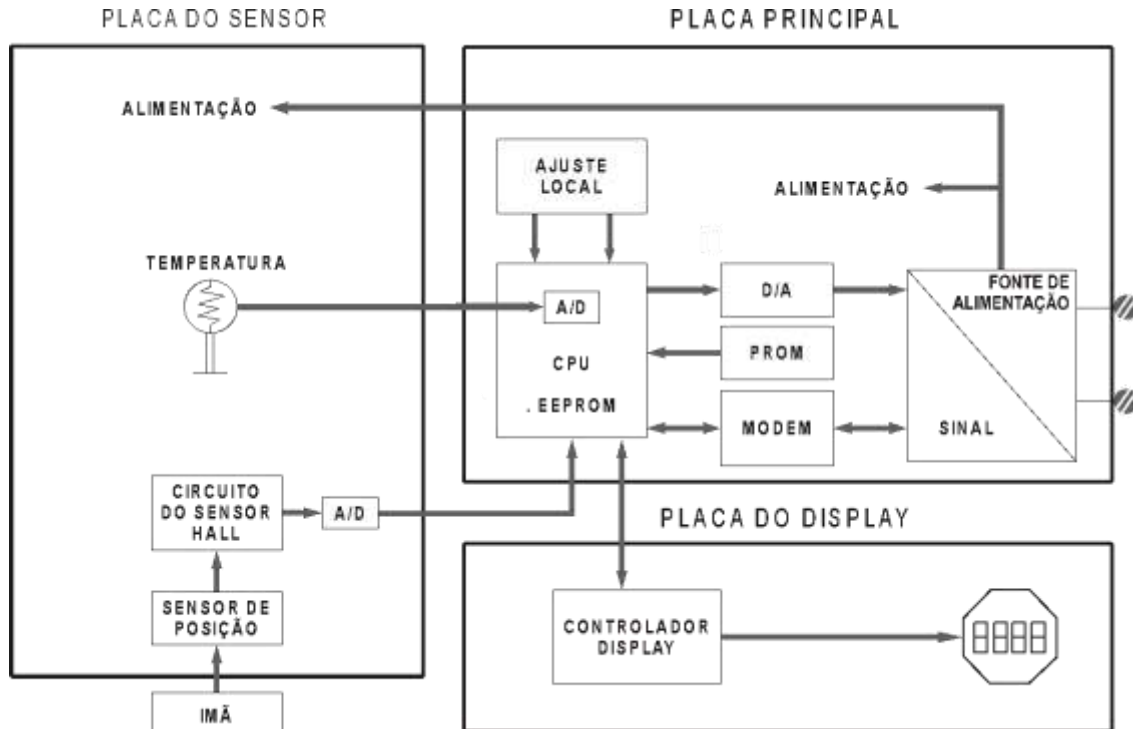 PLACA DO SENSOR
PLACA PRINCIPAL
ALIMENTAÇÃO
AJUSTE
LOCAL
ALIMENTAÇÃO
TEMPERATURA
A/D
CPU
. EEPROM
D/A
PROM
MODEM
FONTE DE
ALIMENTAÇÃO
SINAL
CIRCUITO
DO SENSOR
HALL
A/D
SENSOR DE
POSIÇÃO
IMÃ
PLACA DO DISPLAY
CONTROLADOR
DISPLAY
8888